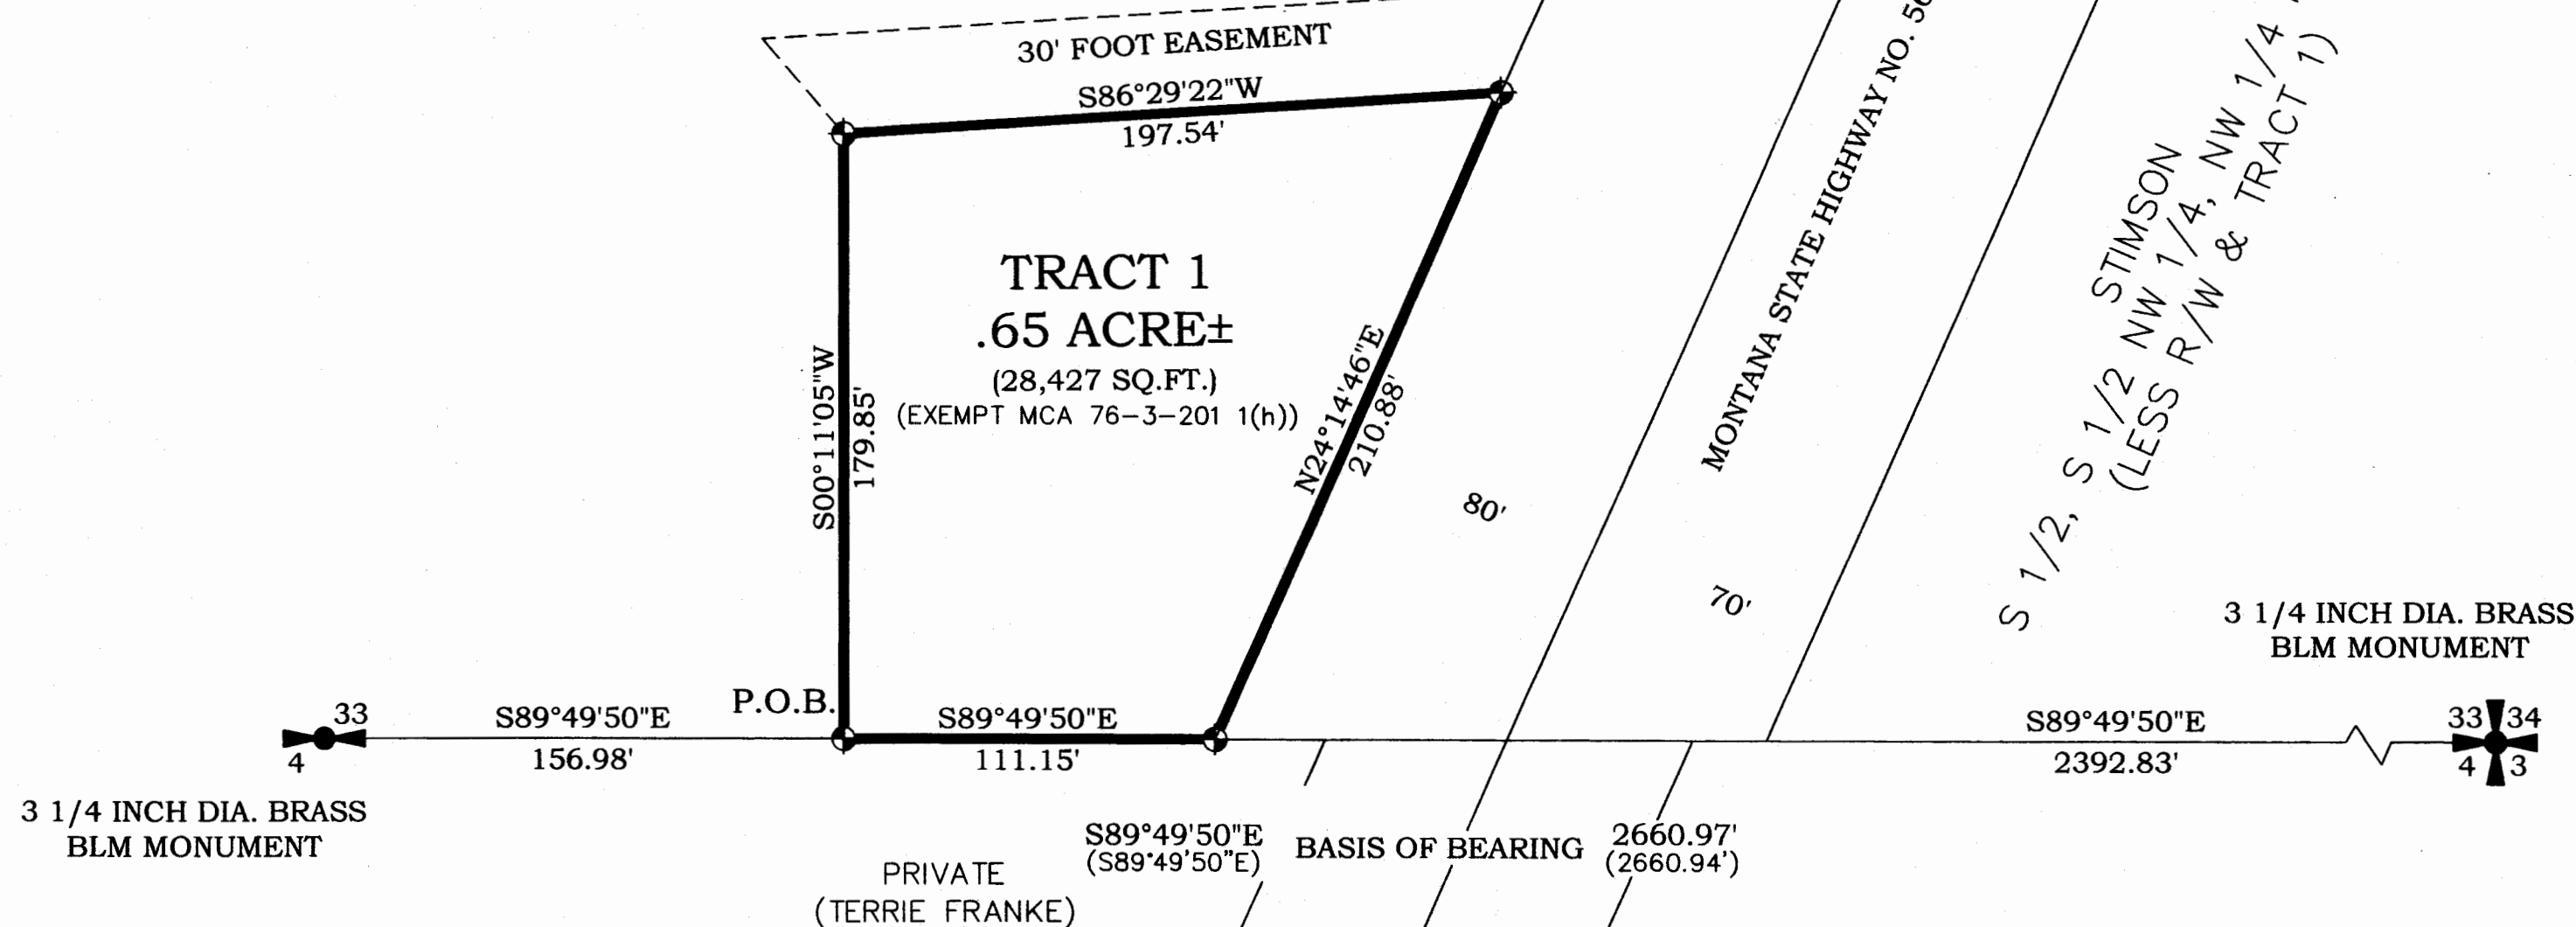 30' FOOT EASEMENT
S86°29'22"W
197.54'
TRACT 1
.65 ACRE±
(28,427 SQ.FT.)
(EXEMPT MCA 76-3-201 1(h))
S00°11'05"W
179.85'
N24°14'46"E
210.88'
80'
MONTANA STATE HIGHWAY NO.
70'
STIMSON
S 1/2, S 1/2 NW 1/4, NW 1/4
(LESS R/W & TRACT 1)
3 1/4 INCH DIA. BRASS
BLM MONUMENT
P.O.B.
33
4
S89°49'50"E
156.98'
S89°49'50"E
111.15'
S89°49'50"E
2392.83'
33 34
4 3
3 1/4 INCH DIA. BRASS
BLM MONUMENT
S89°49'50"E BASIS OF BEARING 2660.97'
(S89°49'50"E) (2660.94')
PRIVATE
(TERRIE FRANKE)